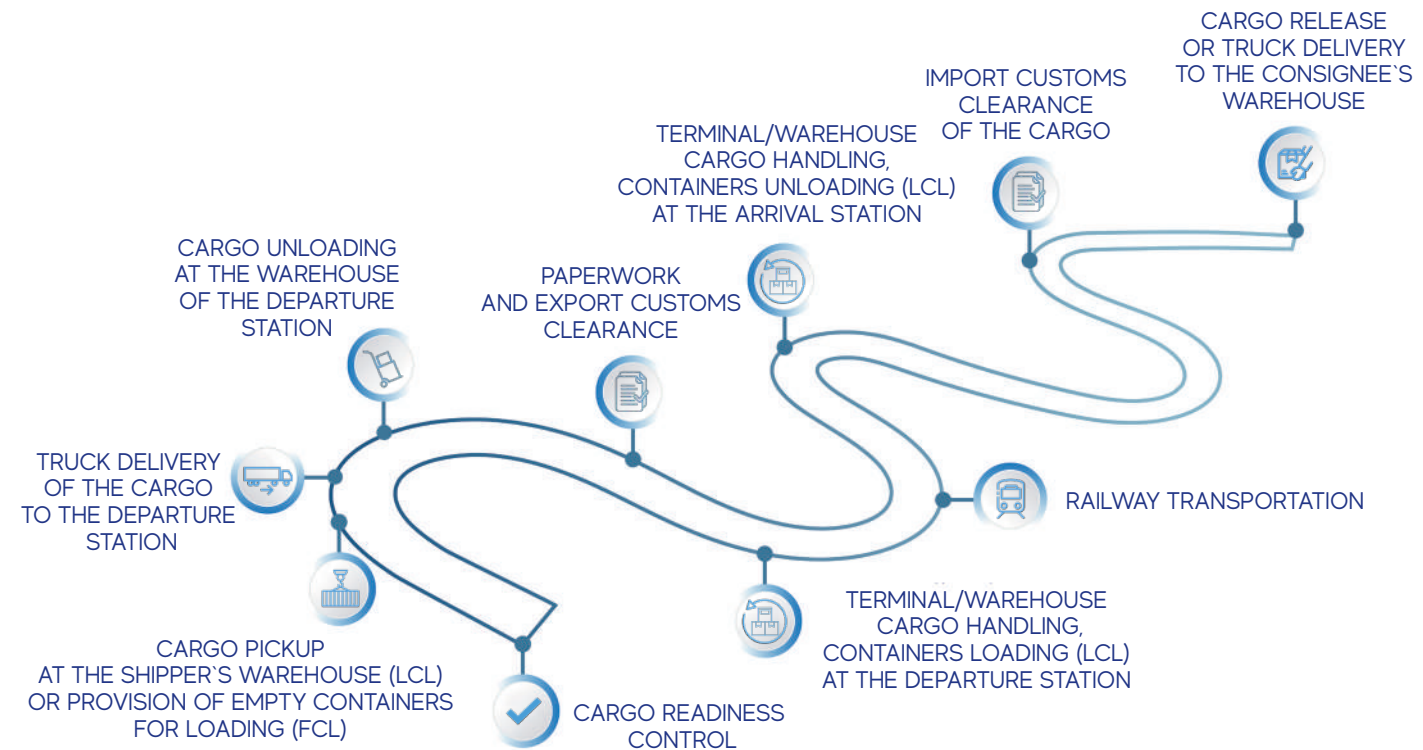 CARGO RELEASE
OR TRUCK DELIVERY
TO THE CONSIGNEE`S
WAREHOUSE
IMPORT CUSTOMS
CLEARANCE
OF THE CARGO
TERMINAL/WAREHOUSE
CARGO HANDLING,
CONTAINERS UNLOADING (LCL)
AT THE ARRIVAL STATION
CARGO UNLOADING
AT THE WAREHOUSE
OF THE DEPARTURE
STATION
PAPERWORK
AND EXPORT CUSTOMS
CLEARANCE
TRUCK DELIVERY
OF THE CARGO
TO THE DEPARTURE
STATION
RAILWAY TRANSPORTATION
TERMINAL/WAREHOUSE
CARGO HANDLING,
CONTAINERS LOADING (LCL)
AT THE DEPARTURE STATION
CARGO PICKUP
AT THE SHIPPER`S WAREHOUSE (LCL)
OR PROVISION OF EMPTY CONTAINERS
FOR LOADING (FCL)
CARGO READINESS
CONTROL